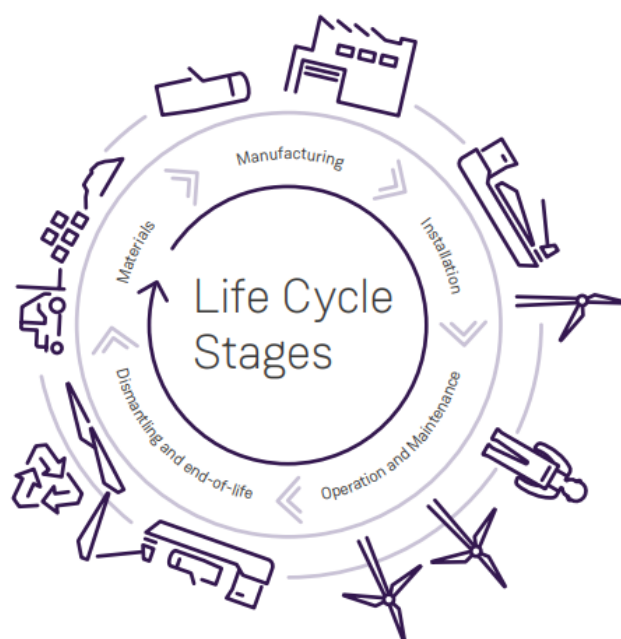 Life Cycle
Stages
Manufacturing
Installation
Operation and Maintenance
Dismantling and end-of-life
Materials